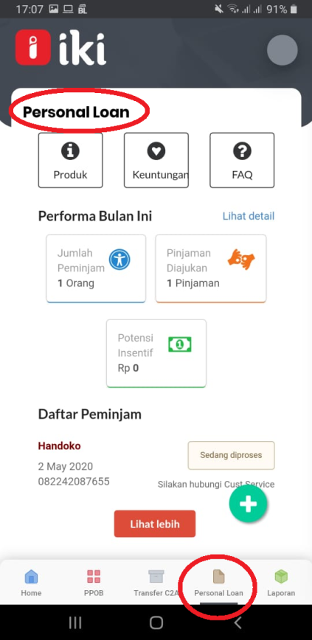 17:07
91%
iki
Personal Loan
Produk
Keuntungan
FAQ
Performa Bulan Ini
Lihat detail
Jumlah
Peminjam
1 Orang
Pinjaman
Diajukan
1 Pinjaman
Potensi
Insentif
Rp 0
Daftar Peminjam
Handoko
2 May 2020
082242087655
Sedang diproses
Silakan hubungi Cust Service
Lihat lebih
Home
PPOB
Transfer C2A
Personal Loan
Laporan